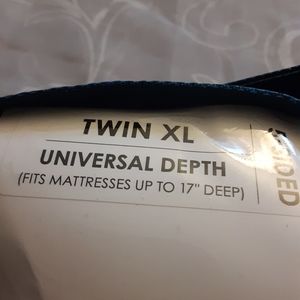 TWIN XL
UNIVERSAL DEPTH
(FITS MATTRESSES UP TO 17" DEEP)